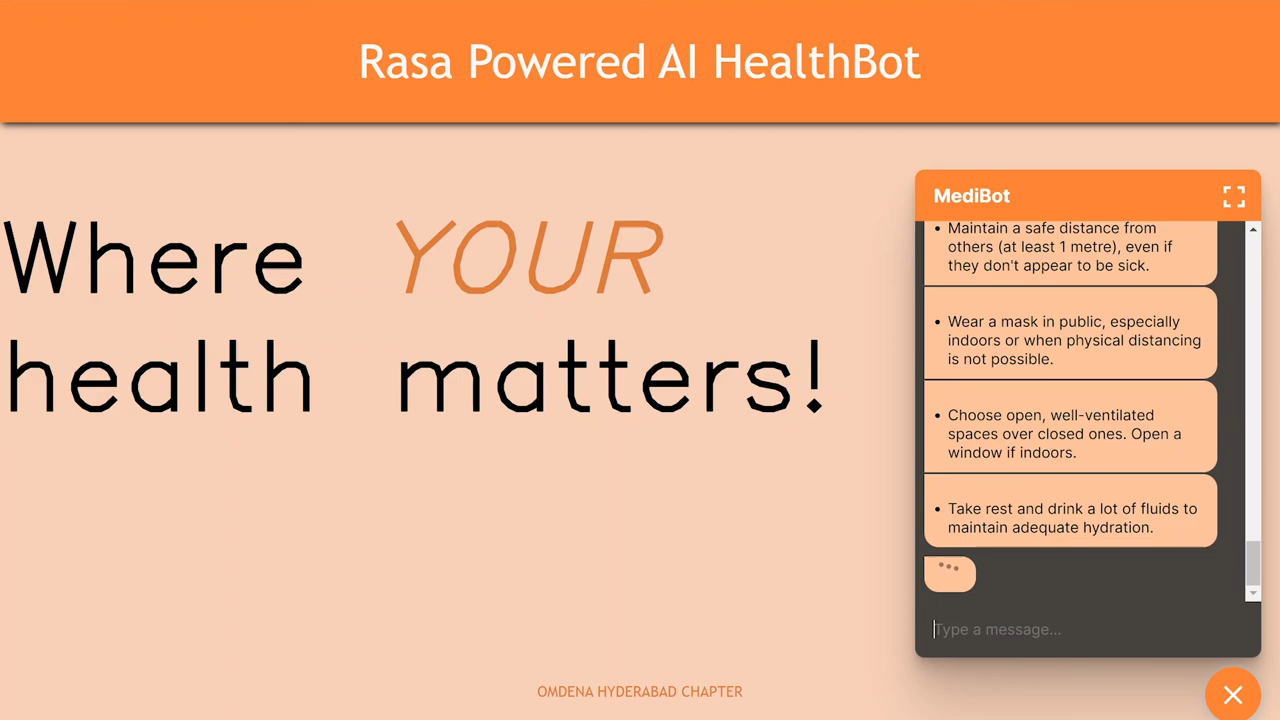 Rasa Powered AI HealthBot
Where YOUR
health matters!
MediBot
• Maintain a safe distance from
others (at least 1 metre), even if
they don't appear to be sick.
• Wear a mask in public, especially
indoors or when physical distancing
is not possible.
• Choose open, well-ventilated
spaces over closed ones. Open a
window if indoors.
• Take rest and drink a lot of fluids to
maintain adequate hydration.
Type a message...
OMDENA HYDERABAD CHAPTER